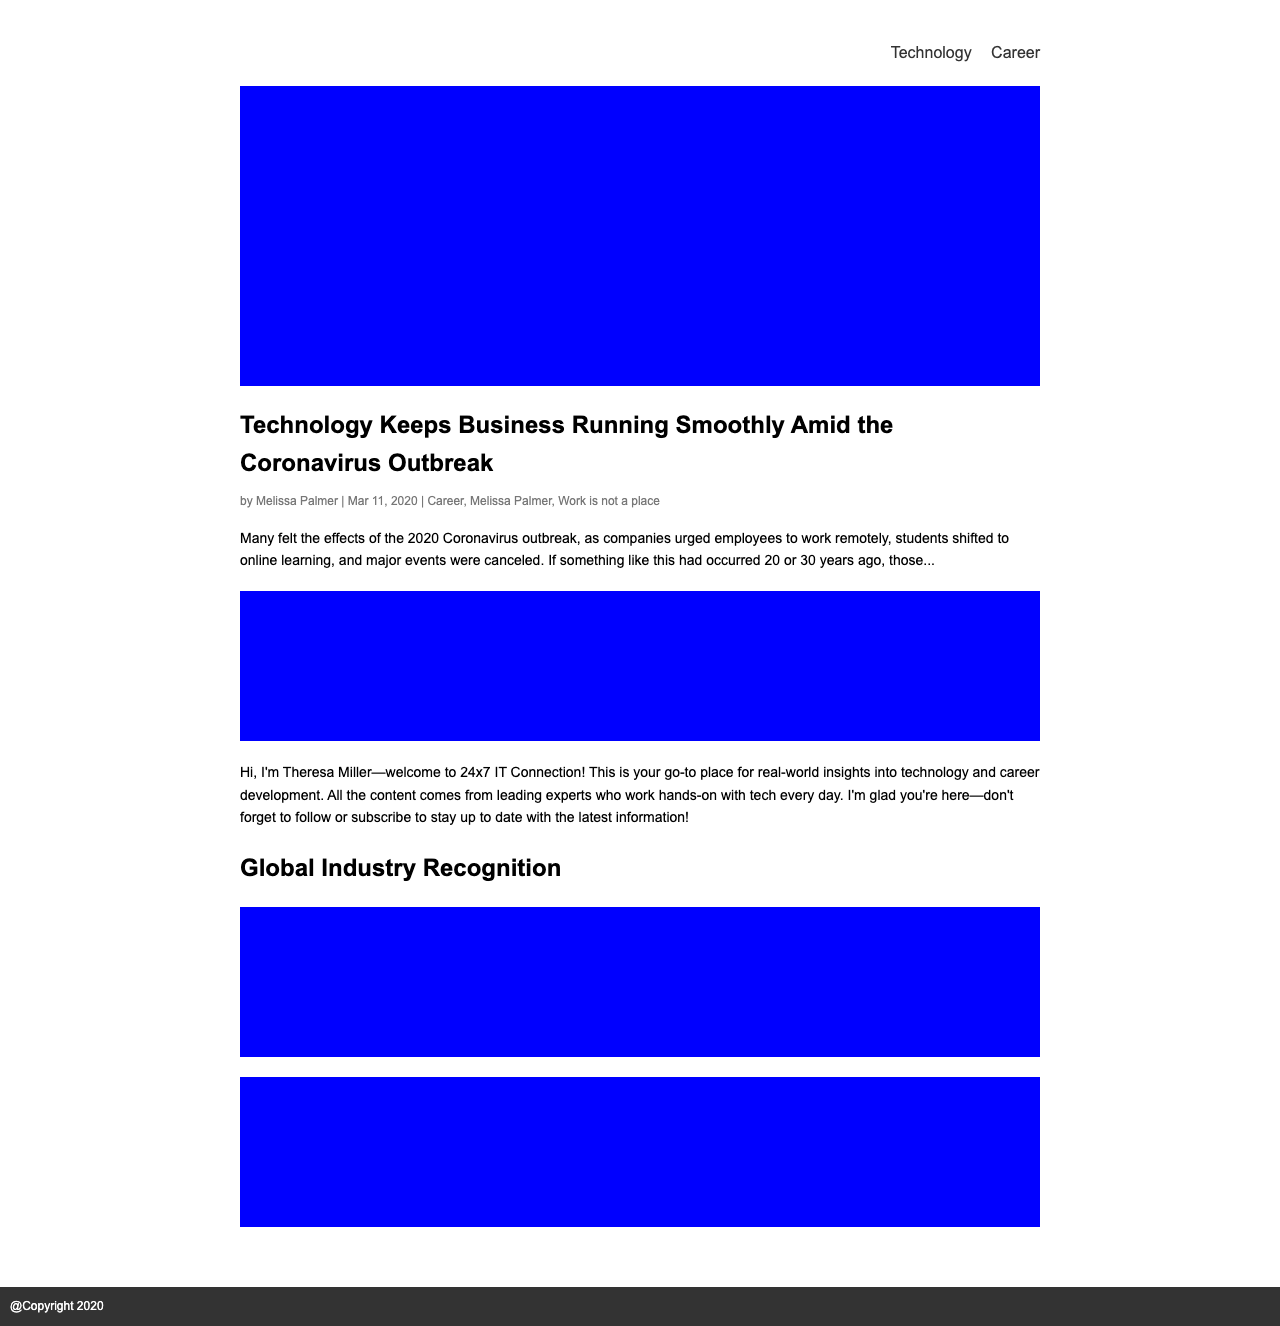 Technology Career
Technology Keeps Business Running Smoothly Amid the
Coronavirus Outbreak
by Melissa Palmer | Mar 11, 2020 | Career, Melissa Palmer, Work is not a place
Many felt the effects of the 2020 Coronavirus outbreak, as companies urged employees to work remotely, students shifted to
online learning, and major events were canceled. If something like this had occurred 20 or 30 years ago, those...
Hi, I'm Theresa Miller—welcome to 24x7 IT Connection! This is your go-to place for real-world insights into technology and career
development. All the content comes from leading experts who work hands-on with tech every day. I'm glad you're here—don't
forget to follow or subscribe to stay up to date with the latest information!
Global Industry Recognition
@Copyright 2020